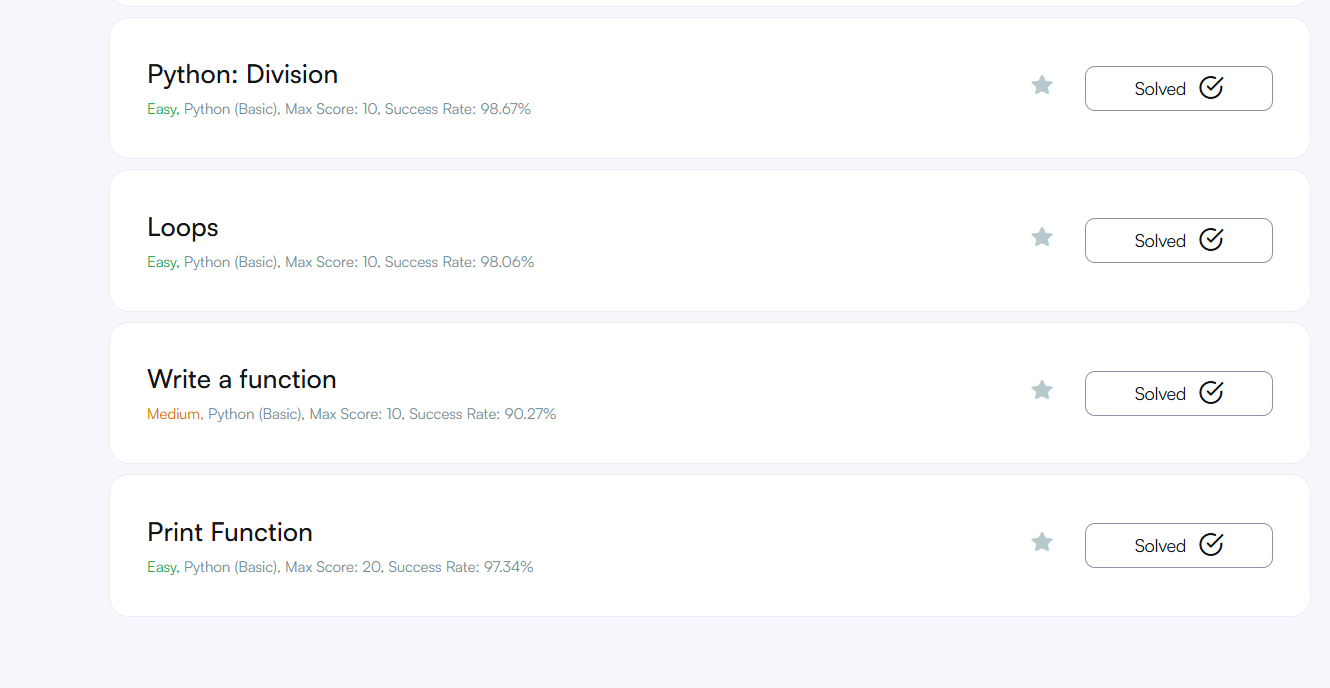 Python: Division
Easy, Python (Basic), Max Score: 10, Success Rate: 98.67%
Solved
Loops
Easy, Python (Basic), Max Score: 10, Success Rate: 98.06%
Solved
Write a function
Medium, Python (Basic), Max Score: 10, Success Rate: 90.27%
Solved
Print Function
Easy, Python (Basic), Max Score: 20, Success Rate: 97.34%
Solved